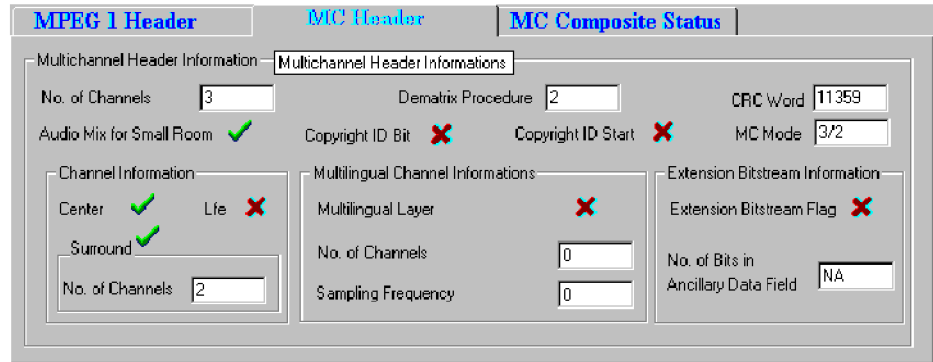 MPEG 1 Header
MC Header
MC Composite Status
Multichannel Header Information
Multichannel Header Informations
No. of Channels 3
Dematrix Procedure 2
CRC Word 11359
Audio Mix for Small Room
Copyright ID Bit
Copyright ID Start
MC Mode 3/2
Channel Information
Center
Lfe
Surround
No. of Channels 2
Multilingual Channel Informations
Multilingual Layer
No. of Channels 0
Sampling Frequency 0
Extension Bitstream Information
Extension Bitstream Flag
No. of Bits in
Ancillary Data Field NA